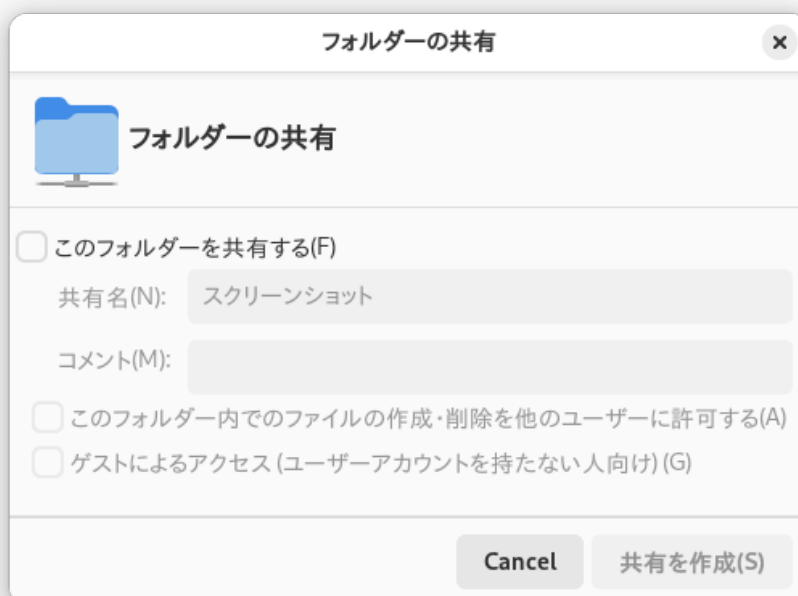 フォルダーの共有
フォルダーの共有
このフォルダーを共有する(F)
共有名(N): スクリーンショット
コメント(M):
このフォルダー内でのファイルの作成・削除を他のユーザーに許可する(A)
ゲストによるアクセス (ユーザーアカウントを持たない人向け) (G)
Cancel 共有を作成(S)